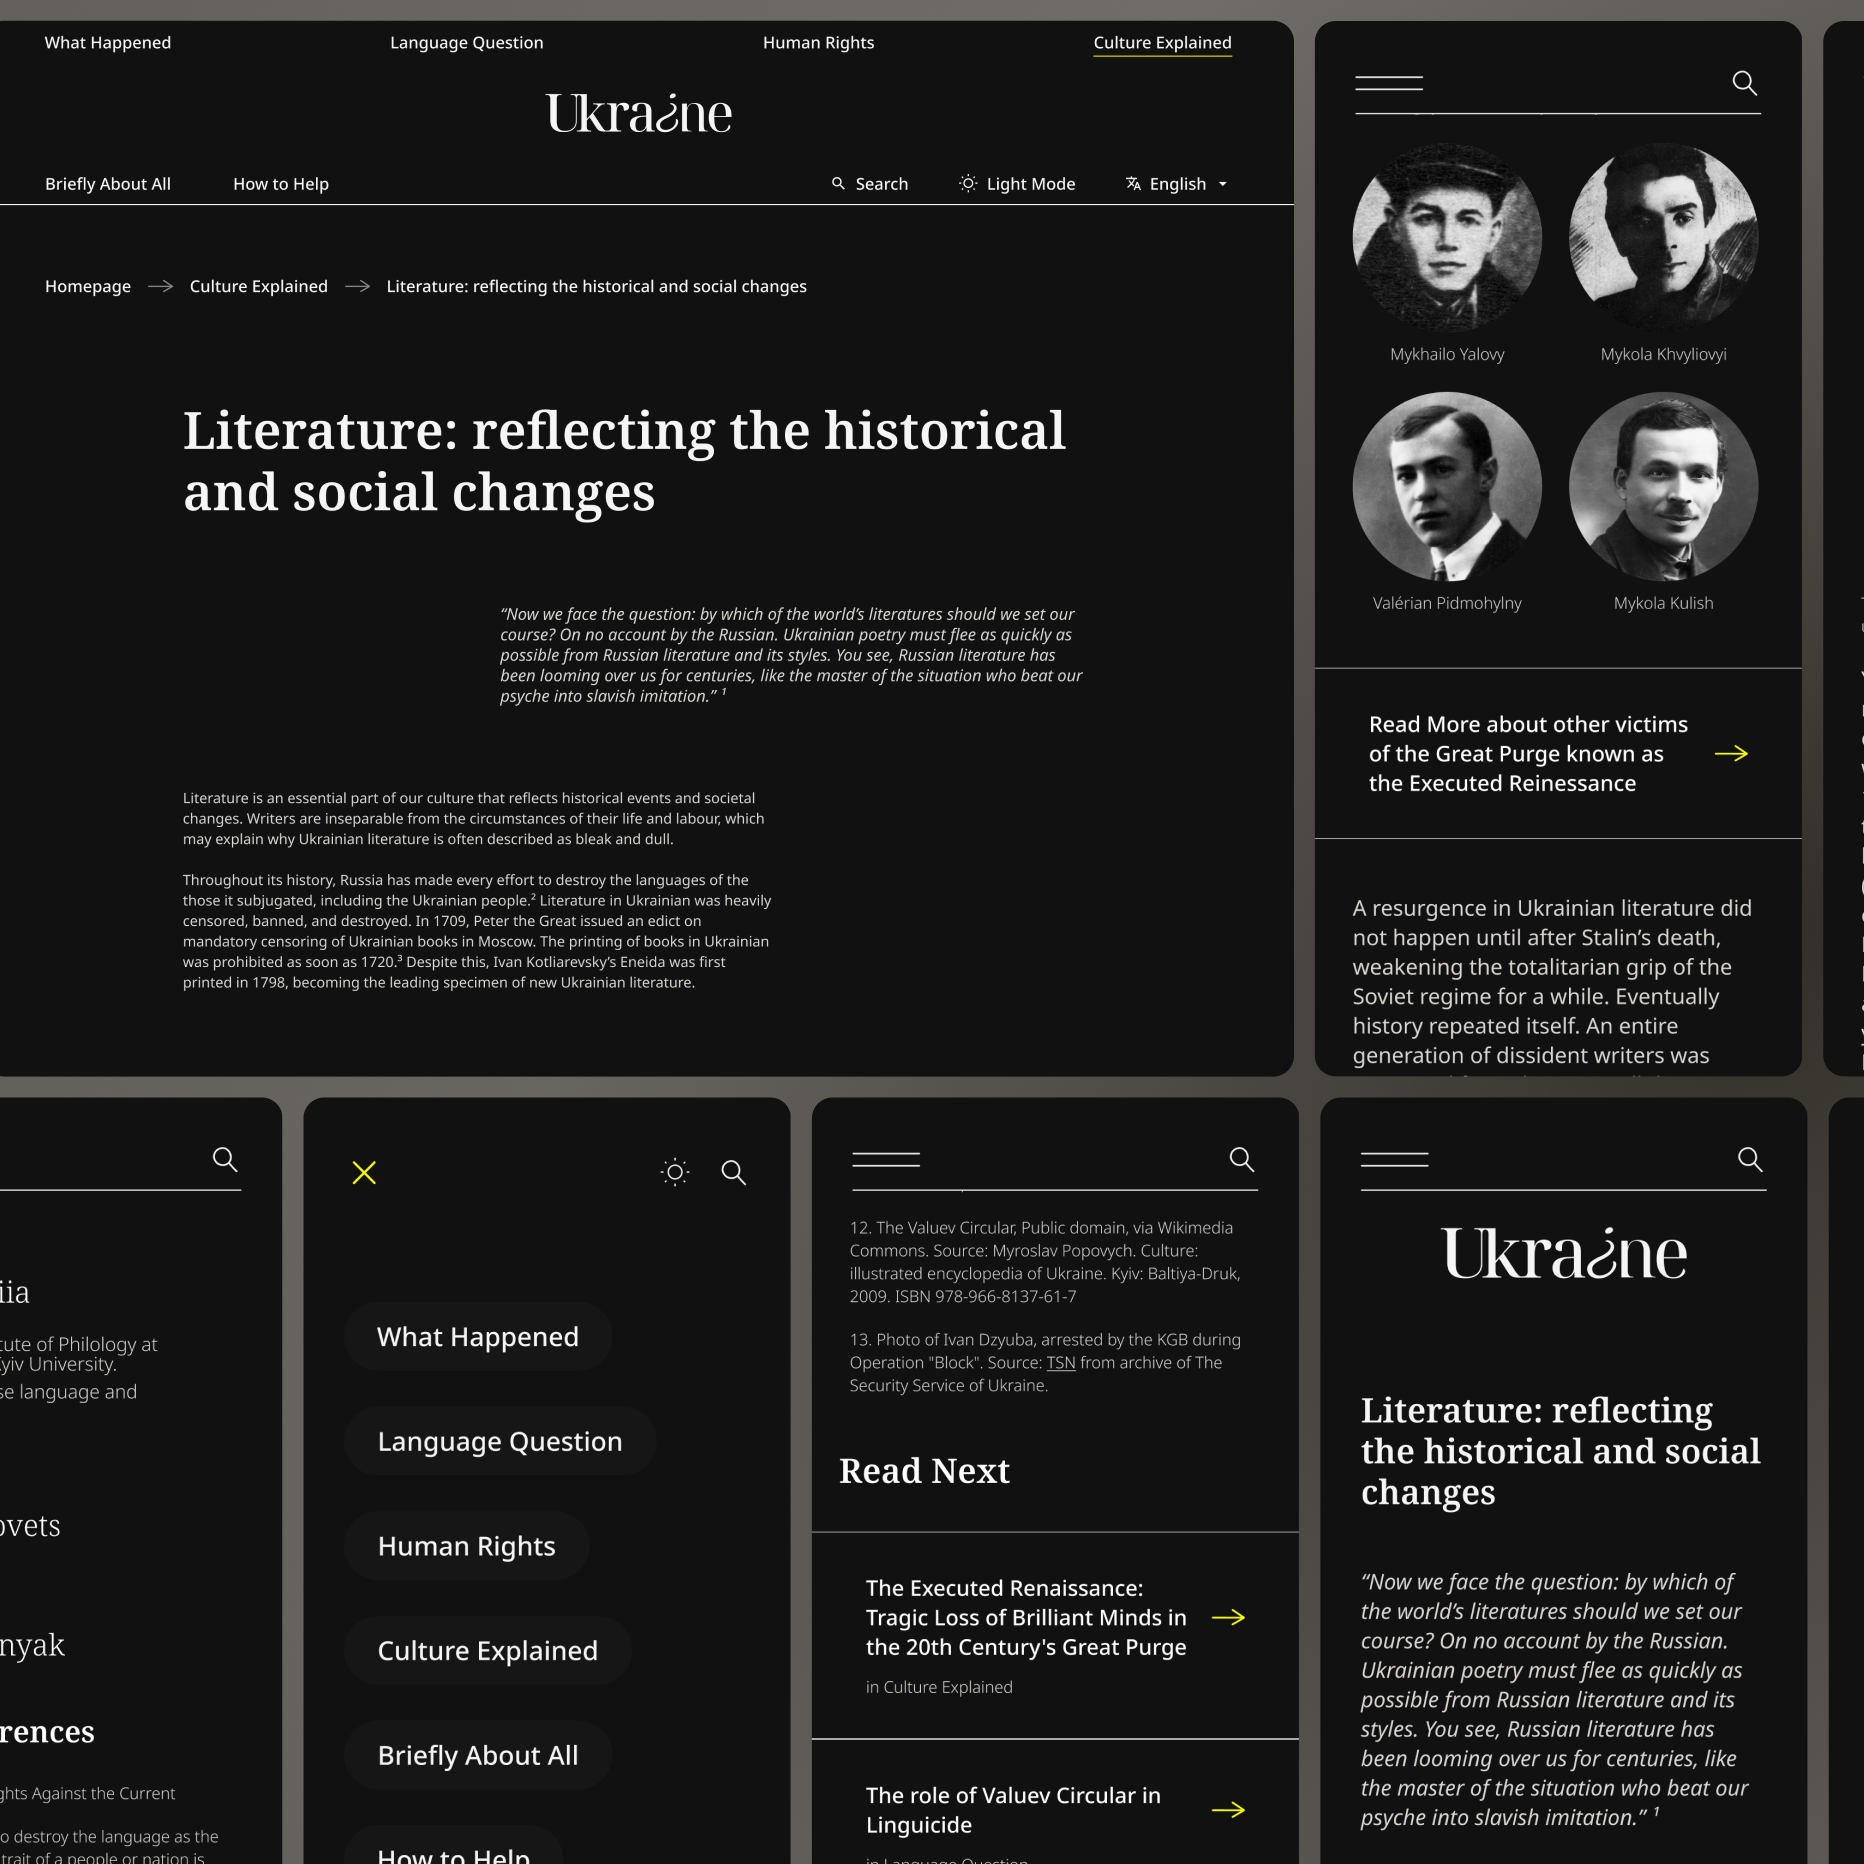 What Happened
Language Question
Human Rights
Culture Explained
Ukraine
Briefly About All
How to Help
Search
Light Mode
English
Homepage
Culture Explained
Literature: reflecting the historical and social changes
Literature: reflecting the historical
and social changes
“Now we face the question: by which of the world’s literatures should we set our
course? On no account by the Russian. Ukrainian poetry must flee as quickly as
possible from Russian literature and its styles. You see, Russian literature has
been looming over us for centuries, like the master of the situation who beat our
psyche into slavish imitation.” ¹
Literature is an essential part of our culture that reflects historical events and societal
changes. Writers are inseparable from the circumstances of their life and labour, which
may explain why Ukrainian literature is often described as bleak and dull.
Throughout its history, Russia has made every effort to destroy the languages of the
those it subjugated, including the Ukrainian people.² Literature in Ukrainian was heavily
censored, banned, and destroyed. In 1709, Peter the Great issued an edict on
mandatory censoring of Ukrainian books in Moscow. The printing of books in Ukrainian
was prohibited as soon as 1720.³ Despite this, Ivan Kotliarevsky’s Eneida was first
printed in 1798, becoming the leading specimen of new Ukrainian literature.
Mykhailo Yalovy
Mykola Khvyliovyi
Valérian Pidmohylny
Mykola Kulish
Read More about other victims
of the Great Purge known as
the Executed Reinessance
A resurgence in Ukrainian literature did
not happen until after Stalin’s death,
weakening the totalitarian grip of the
Soviet regime for a while. Eventually
history repeated itself. An entire
generation of dissident writers was
iia
tute of Philology at
yiv University.
se language and
ovets
nyak
rences
ghts Against the Current
o destroy the language as the
trait of a people or nation is
What Happened
Language Question
Human Rights
Culture Explained
Briefly About All
How to Help
12. The Valuev Circular, Public domain, via Wikimedia
Commons. Source: Myroslav Popovych. Culture:
illustrated encyclopedia of Ukraine. Kyiv: Baltiya-Druk,
2009. ISBN 978-966-8137-61-7
13. Photo of Ivan Dzyuba, arrested by the KGB during
Operation "Block". Source: TSN from archive of The
Security Service of Ukraine.
Read Next
The Executed Renaissance:
Tragic Loss of Brilliant Minds in
the 20th Century's Great Purge
in Culture Explained
The role of Valuev Circular in
Linguicide
in Language Question
Ukraine
Literature: reflecting
the historical and social
changes
“Now we face the question: by which of
the world’s literatures should we set our
course? On no account by the Russian.
Ukrainian poetry must flee as quickly as
possible from Russian literature and its
styles. You see, Russian literature has
been looming over us for centuries, like
the master of the situation who beat our
psyche into slavish imitation.” ¹